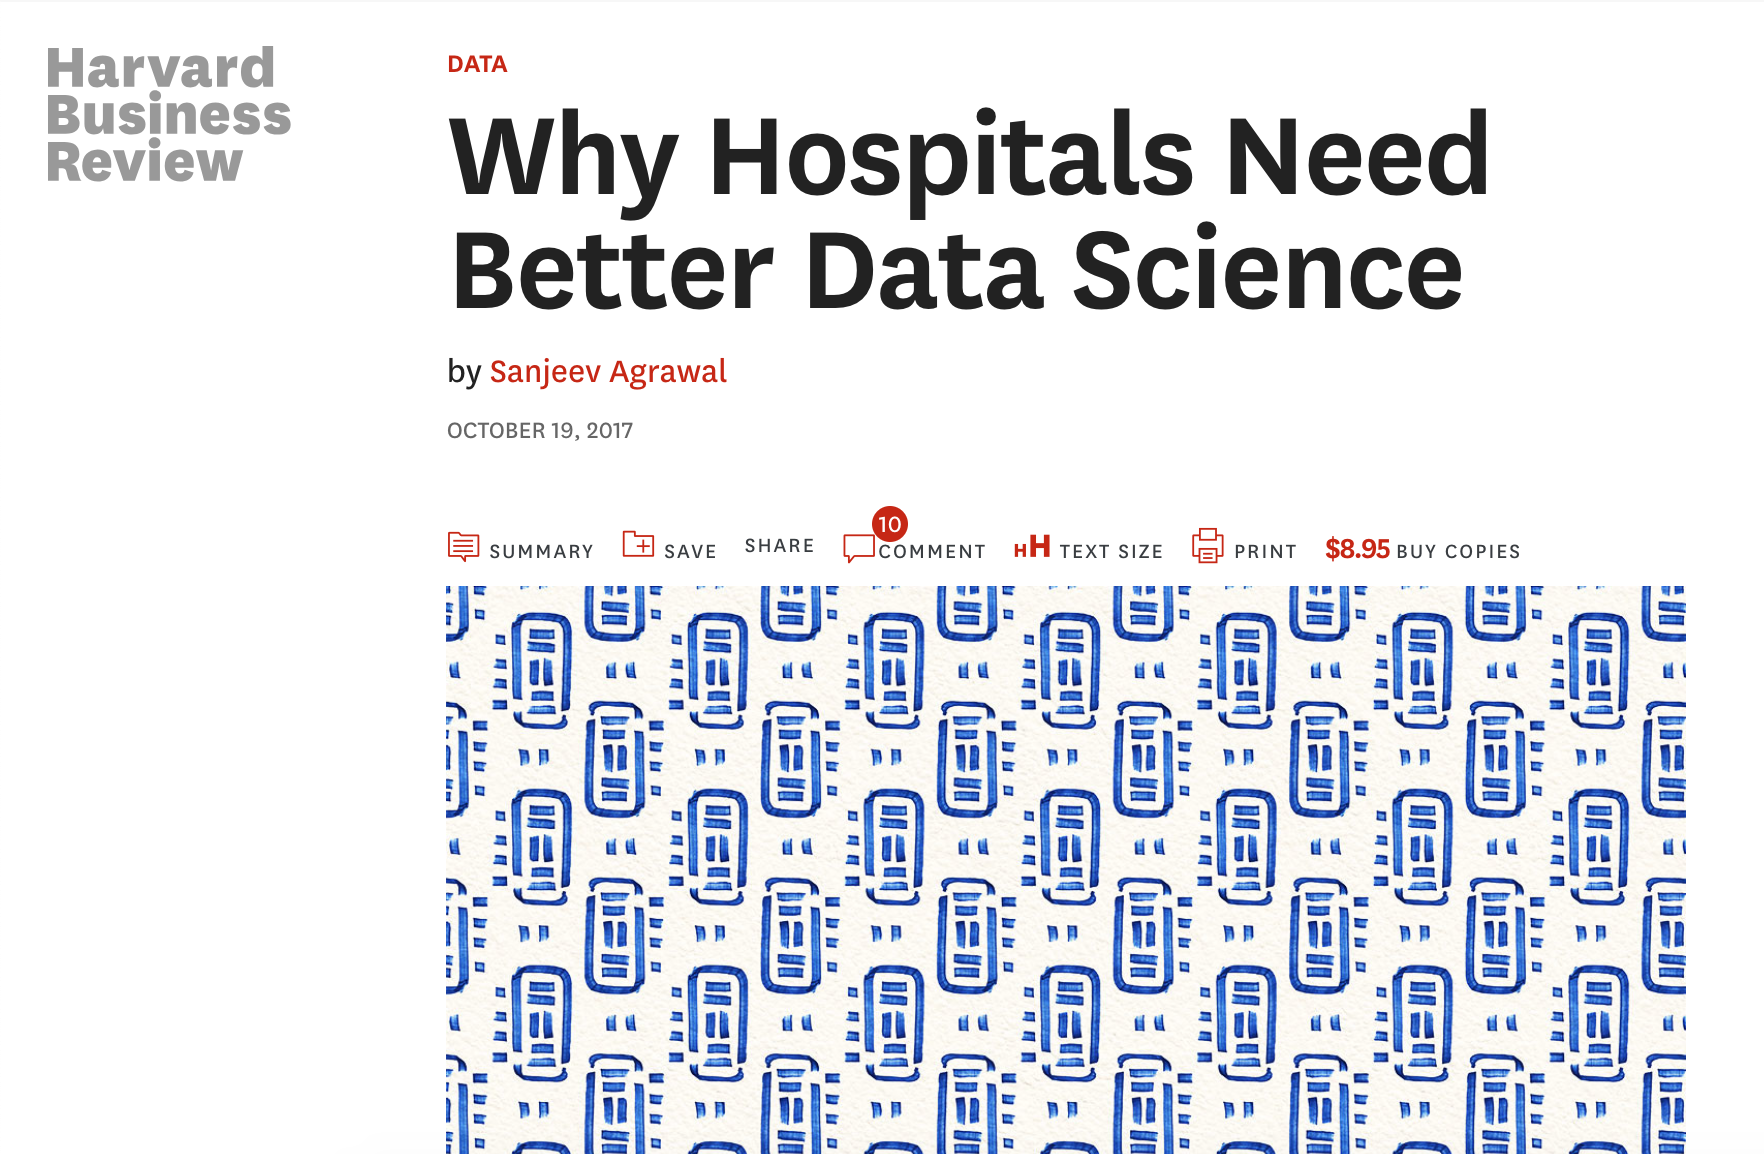 Harvard
Business
Review
DATA
Why Hospitals Need
Better Data Science
by Sanjeev Agrawal
OCTOBER 19, 2017
SUMMARY SAVE SHARE 10 COMMENT HH TEXT SIZE PRINT $8.95 BUY COPIES